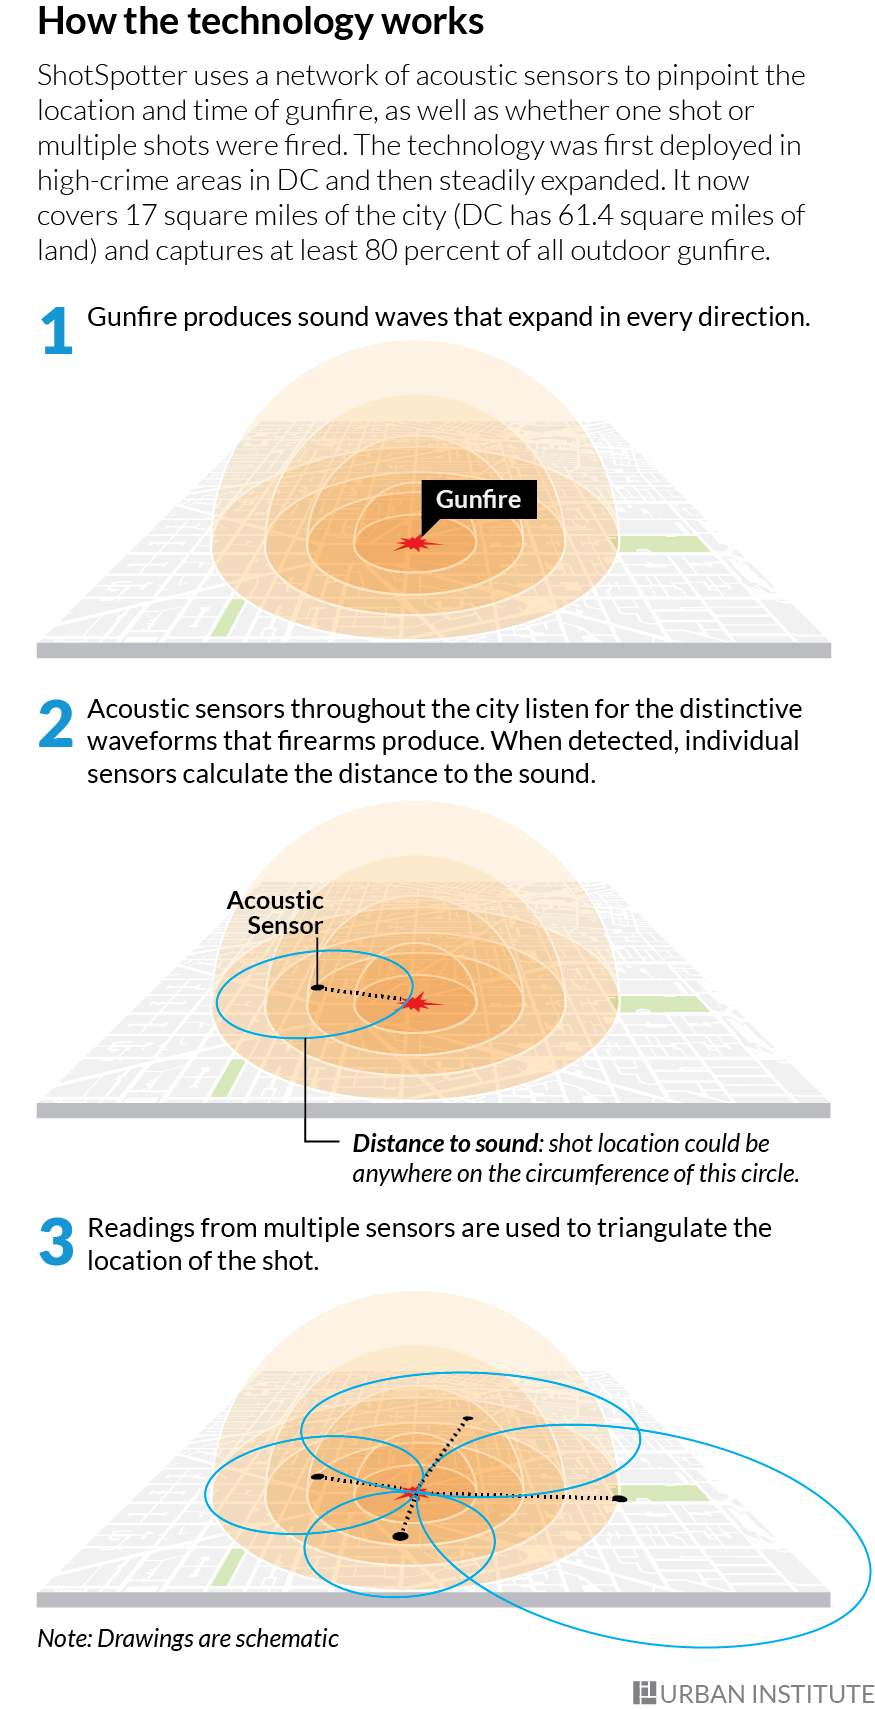 How the technology works
ShotSpotter uses a network of acoustic sensors to pinpoint the
location and time of gunfire, as well as whether one shot or
multiple shots were fired. The technology was first deployed in
high-crime areas in DC and then steadily expanded. It now
covers 17 square miles of the city (DC has 61.4 square miles of
land) and captures at least 80 percent of all outdoor gunfire.
1 Gunfire produces sound waves that expand in every direction.
Gunfire
2 Acoustic sensors throughout the city listen for the distinctive
waveforms that firearms produce. When detected, individual
sensors calculate the distance to the sound.
Acoustic
Sensor
Distance to sound: shot location could be
anywhere on the circumference of this circle.
3 Readings from multiple sensors are used to triangulate the
location of the shot.
Note: Drawings are schematic
URBAN INSTITUTE